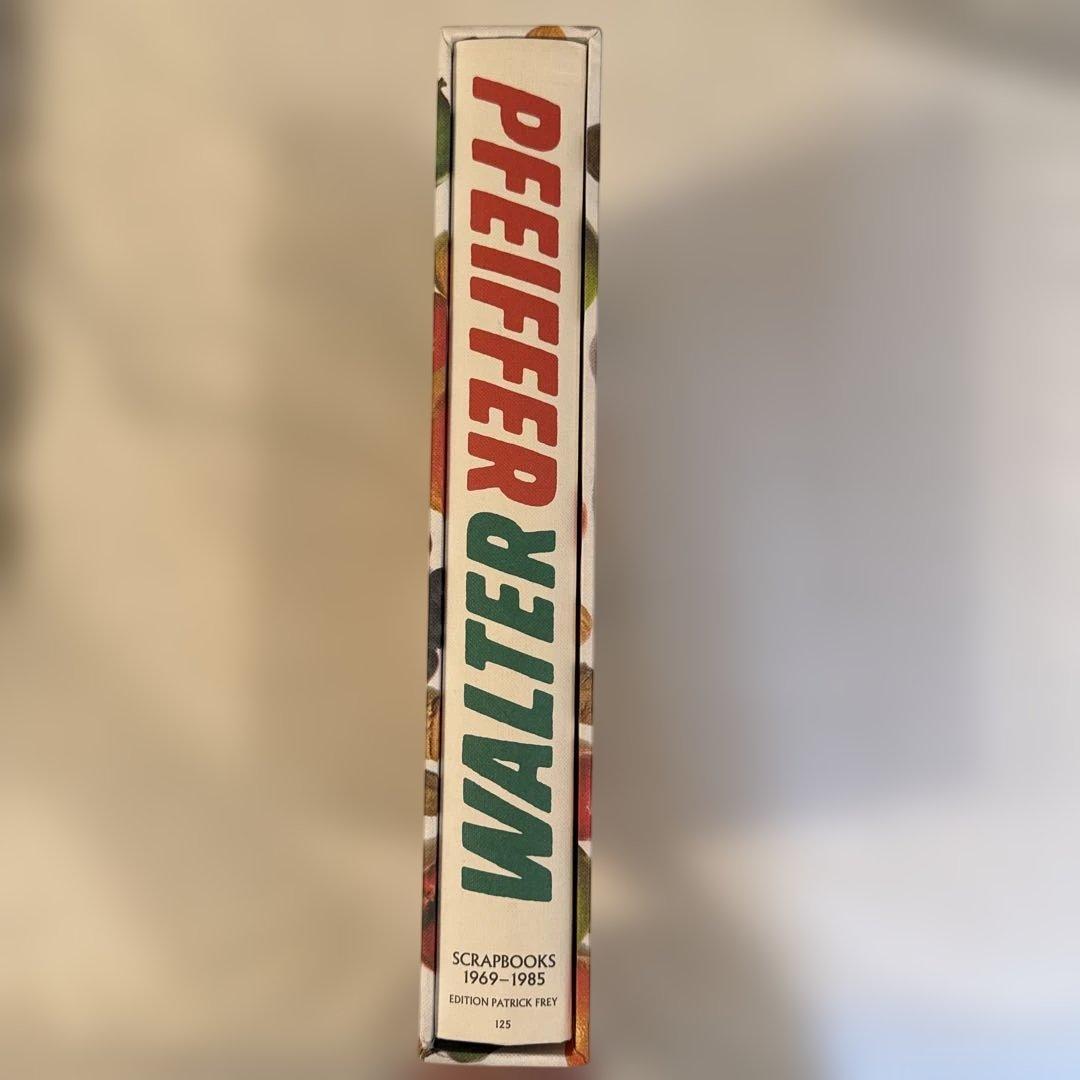 PFEIFFER
WALTER
SCRAPBOOKS
1969–1985
EDITION PATRICK FREY
125